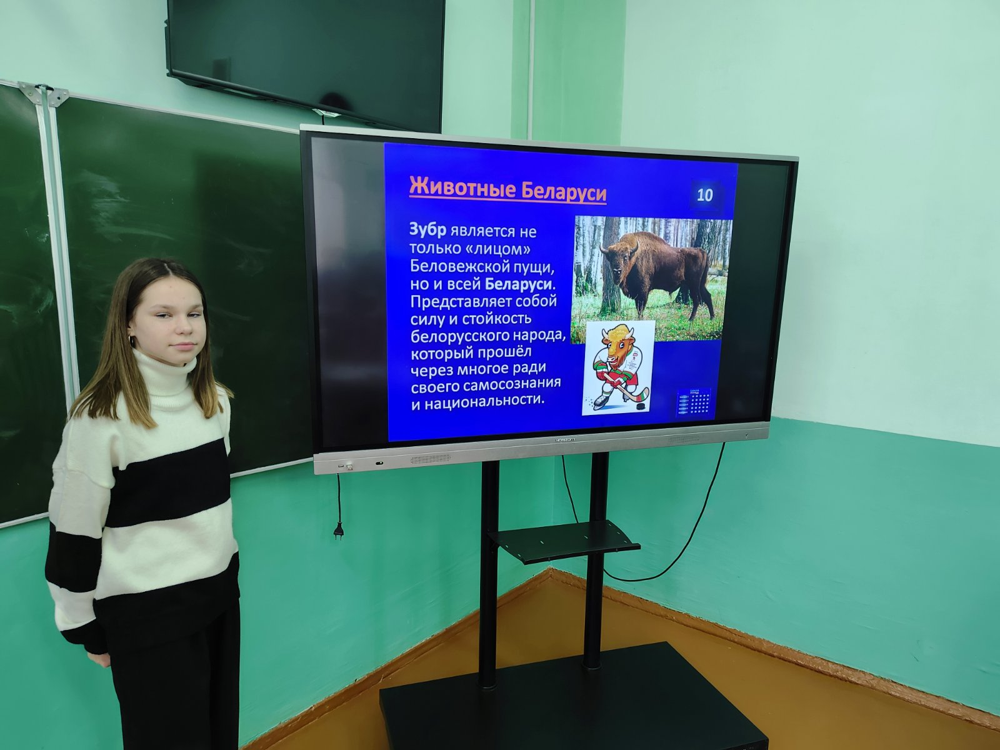 Животные Беларуси
10
Зубр является не
только «лицом»
Беловежской пущи,
но и всей Беларуси.
Представляет собой
силу и стойкость
белорусского народа,
который прошёл
через многое ради
своего самосознания
и национальности.
HORIZONT